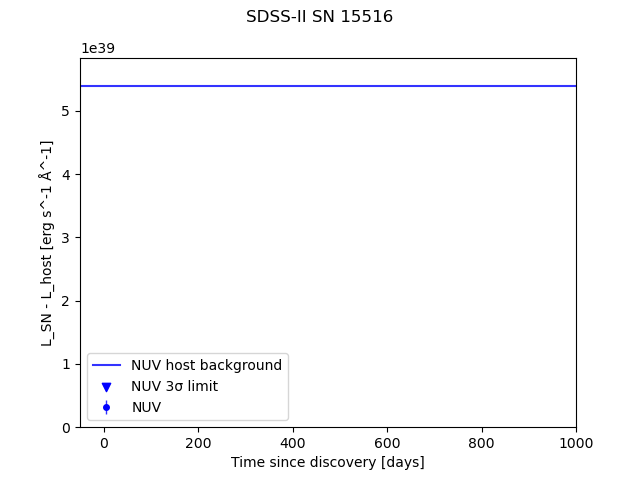 SDSS-II SN 15516
1e39
L_SN - L_host [erg s^-1 Å^-1]
5
4
3
2
1
0
NUV host background
NUV 3σ limit
NUV
0 200 400 600 800 1000
Time since discovery [days]